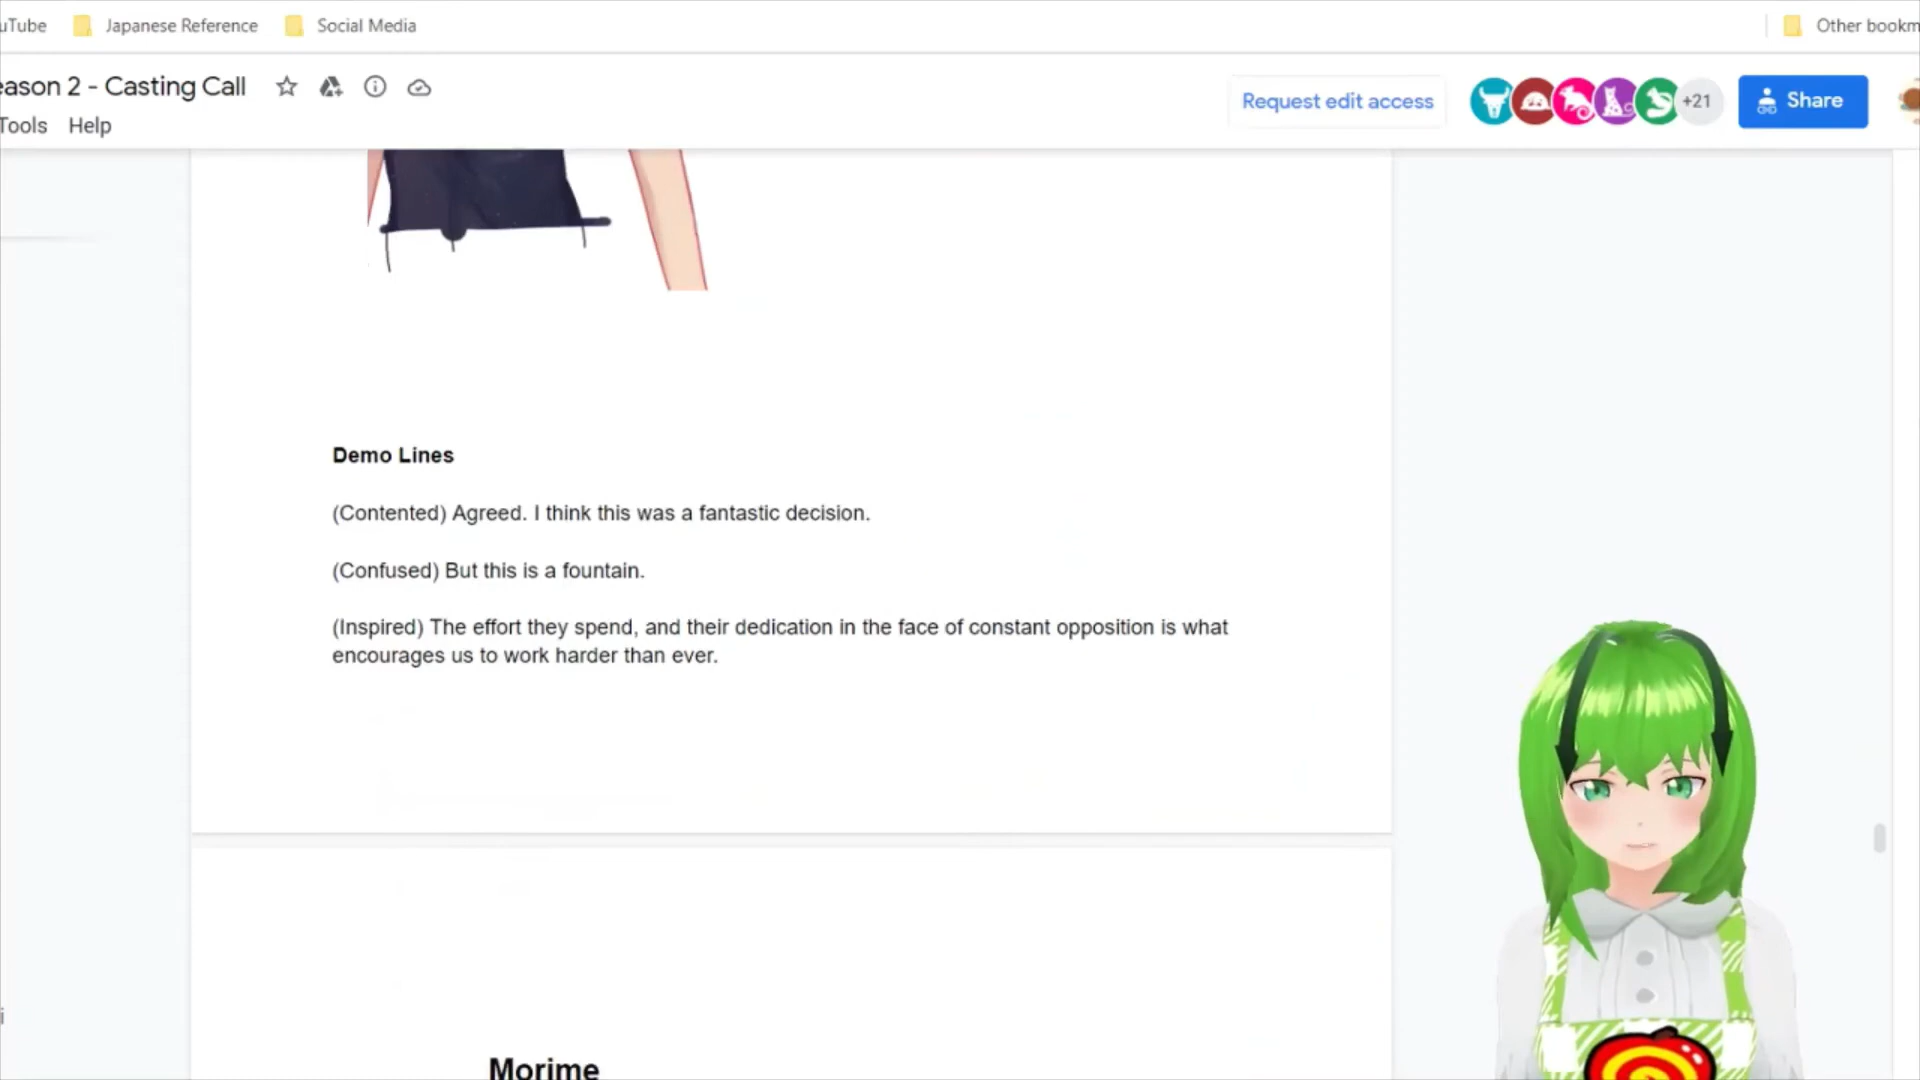 uTube Japanese Reference Social Media Other bookm
eason 2 - Casting Call Request edit access +21 Share
Tools Help
Demo Lines
(Contented) Agreed. I think this was a fantastic decision.
(Confused) But this is a fountain.
(Inspired) The effort they spend, and their dedication in the face of constant opposition is what
encourages us to work harder than ever.
i
Morime